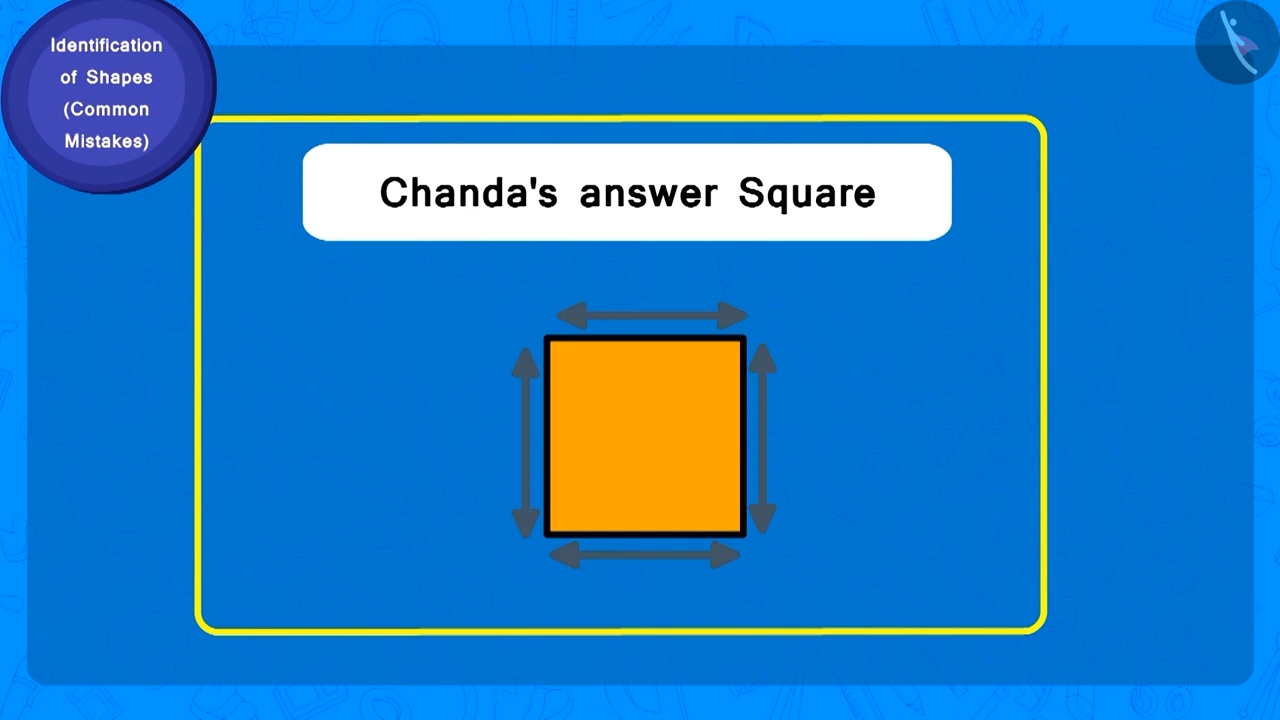 Identification
of Shapes
(Common
Mistakes)
Chanda's answer Square